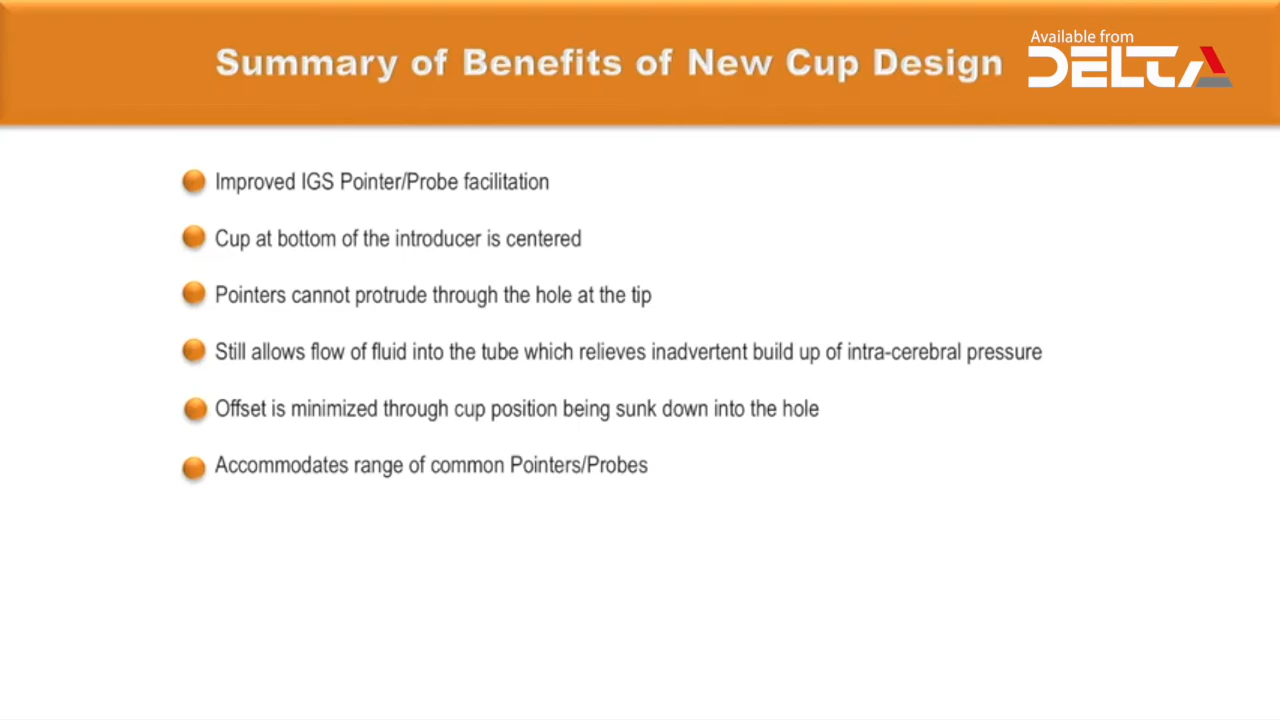 Summary of Benefits of New Cup Design
Available from
DELTA
Improved IGS Pointer/Probe facilitation
Cup at bottom of the introducer is centered
Pointers cannot protrude through the hole at the tip
Still allows flow of fluid into the tube which relieves inadvertent build up of intra-cerebral pressure
Offset is minimized through cup position being sunk down into the hole
Accommodates range of common Pointers/Probes